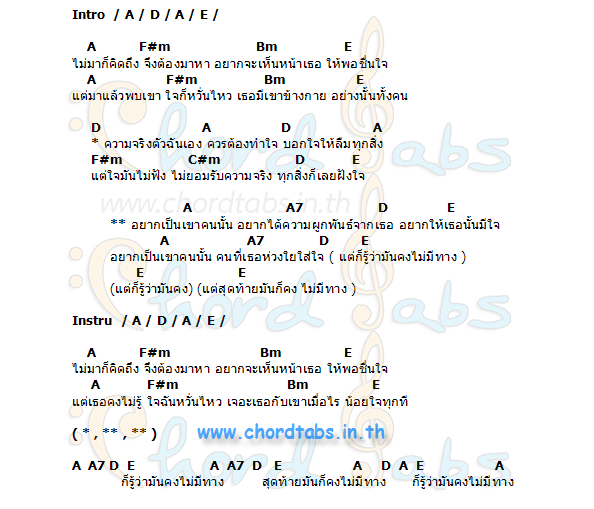 Intro / A / D / A / E /
A F#m Bm E
ไม่มาก็คิดถึง จึงต้องมาหา อยากจะเห็นหน้าเธอ ให้พอชื่นใจ
A F#m Bm E
แต่มาแล้วพบเขา ใจก็หวั่นไหว เธอมีเขาข้างกาย อย่างนั้นทั้งคน
D A D A
* ความจริงตัวฉันเอง ควรต้องทำใจ บอกใจให้ลืมทุกสิ่ง
F#m C#m D E
แต่ใจมันไม่ฟัง ไม่ยอมรับความจริง ทุกสิ่งก็เลยฝังใจ
www.chordtabs.in.th
A A7 D E
** อยากเป็นเขาคนนั้น อยากได้ความผูกพันธ์จากเธอ อยากให้เธอนั้นมีใจ
A A7 D E
อยากเป็นเขาคนนั้น คนที่เธอห่วงใยใส่ใจ ( แต่ก็รู้ว่ามันคงไม่มีทาง )
E E
(แต่ก็รู้ว่ามันคง) (แต่สุดท้ายมันก็คง ไม่มีทาง )
Instru / A / D / A / E /
A F#m Bm E
ไม่มาก็คิดถึง จึงต้องมาหา อยากจะเห็นหน้าเธอ ให้พอชื่นใจ
A F#m Bm E
แต่เธอคงไม่รู้ ใจฉันหวั่นไหว เจอะเธอกับเขาเมื่อไร น้อยใจทุกที
( * , ** , ** ) www.chordtabs.in.th
A A7 D E A A7 D E A D A E A
ก็รู้ว่ามันคงไม่มีทาง สุดท้ายมันก็คงไม่มีทาง ก็รู้ว่ามันคงไม่มีทาง
Chord Tabs
Chord Tabs
Chord Tabs